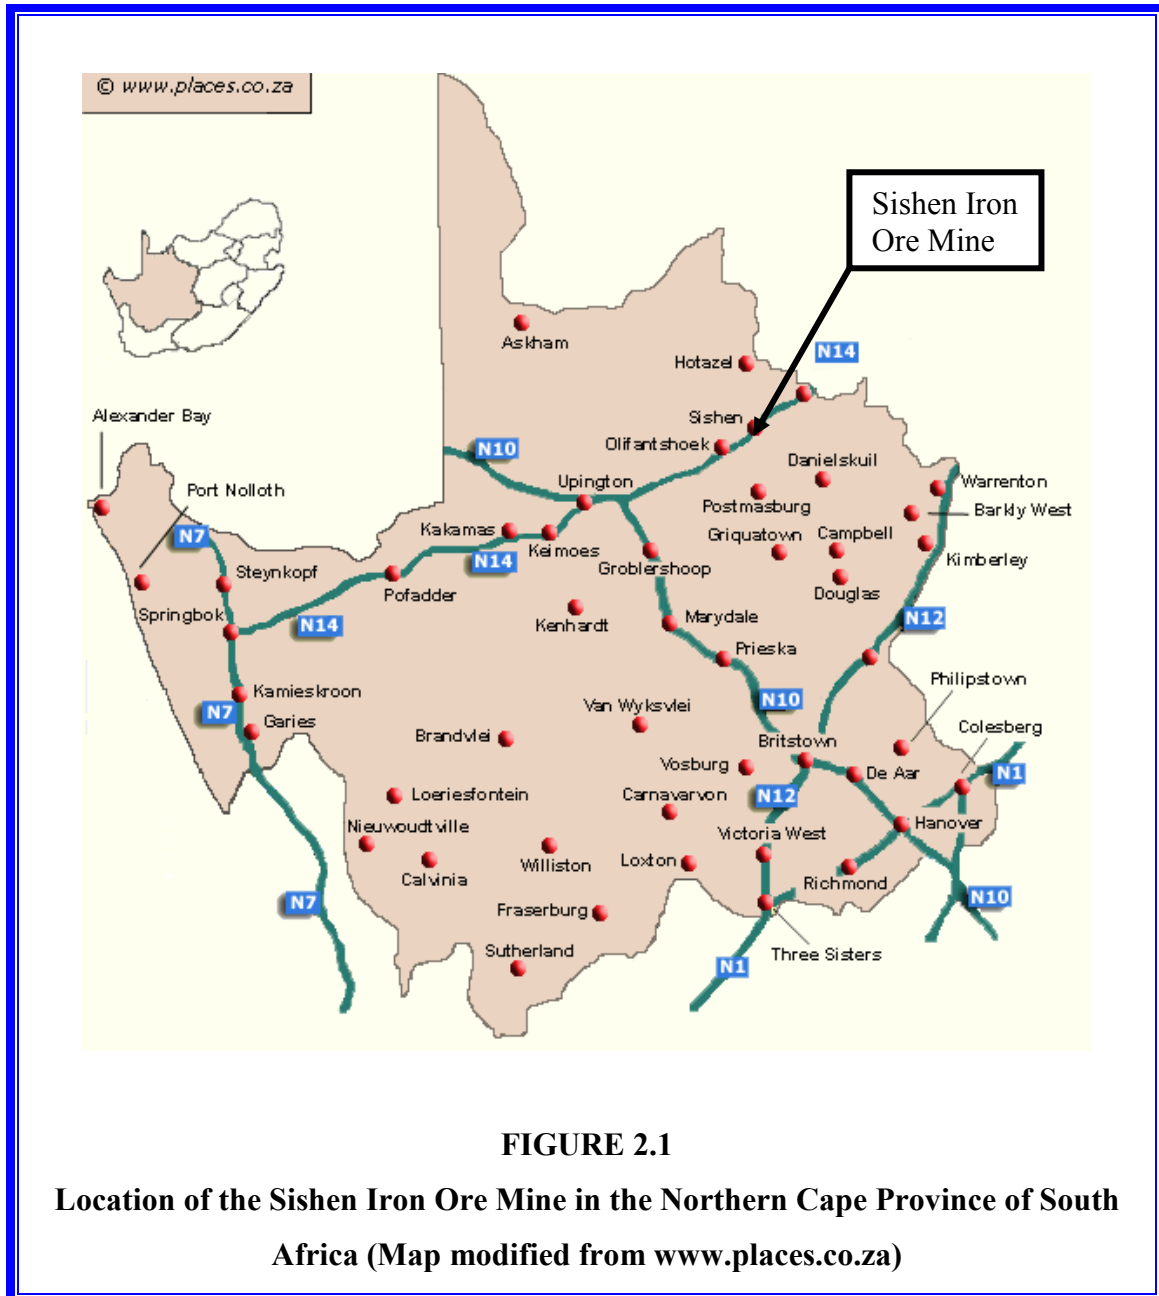 © www.places.co.za
Sishen Iron
Ore Mine
Askham
N14
Hotazel
Alexander Bay
Sishen
Olifantshoek
N10
Danielskuil
Upington
Warrenton
Port Nolloth
Postmasburg
Barkly West
N7
Kakamas
Griquatown
Campbell
Keimoes
N14
Kimberley
Groblershoop
Steynkopf
Pofadder
Douglas
Springbok
N14
Kenhardt
Marydale
N12
Prieska
Philipstown
Kamieskroon
N10
N7
Van Wyksvlei
Garies
Colesberg
Brandvlei
Britstown
Vosburg
De Aar
N1
Loeriesfontein
Carnavarvon
N12
Nieuwoudtville
Hanover
Victoria West
Williston
Loxton
Calvinia
Richmond
N10
N7
Fraserburg
Sutherland
Three Sisters
N1
FIGURE 2.1
Location of the Sishen Iron Ore Mine in the Northern Cape Province of South
Africa (Map modified from www.places.co.za)